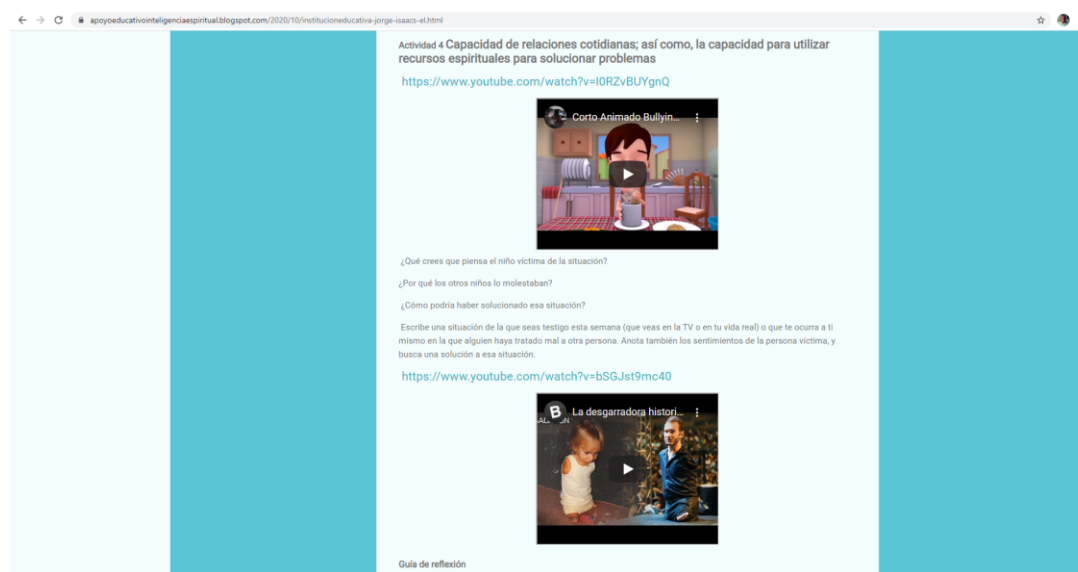 apoyoeducativointeligenciaespiritual.blogspot.com/2020/10/institucioneducativa-jorge-isaacs-el.html
Actividad 4 Capacidad de relaciones cotidianas; así como, la capacidad para utilizar
recursos espirituales para solucionar problemas
https://www.youtube.com/watch?v=I0RZvBUYgnQ
Corto Animado Bullyin...
¿Qué crees que piensa el niño victima de la situación?
¿Por qué los otros niños lo molestaban?
¿Cómo podría haber solucionado esa situación?
Escribe una situación de la que seas testigo esta semana (que veas en la TV o en tu vida real) o que te ocurra a ti
mismo en la que alguien haya tratado mal a otra persona. Anota también los sentimientos de la persona víctima, y
busca una solución a esa situación.
https://www.youtube.com/watch?v=bSGJst9mc40
B La desgarradora histori...
Guía de reflexión